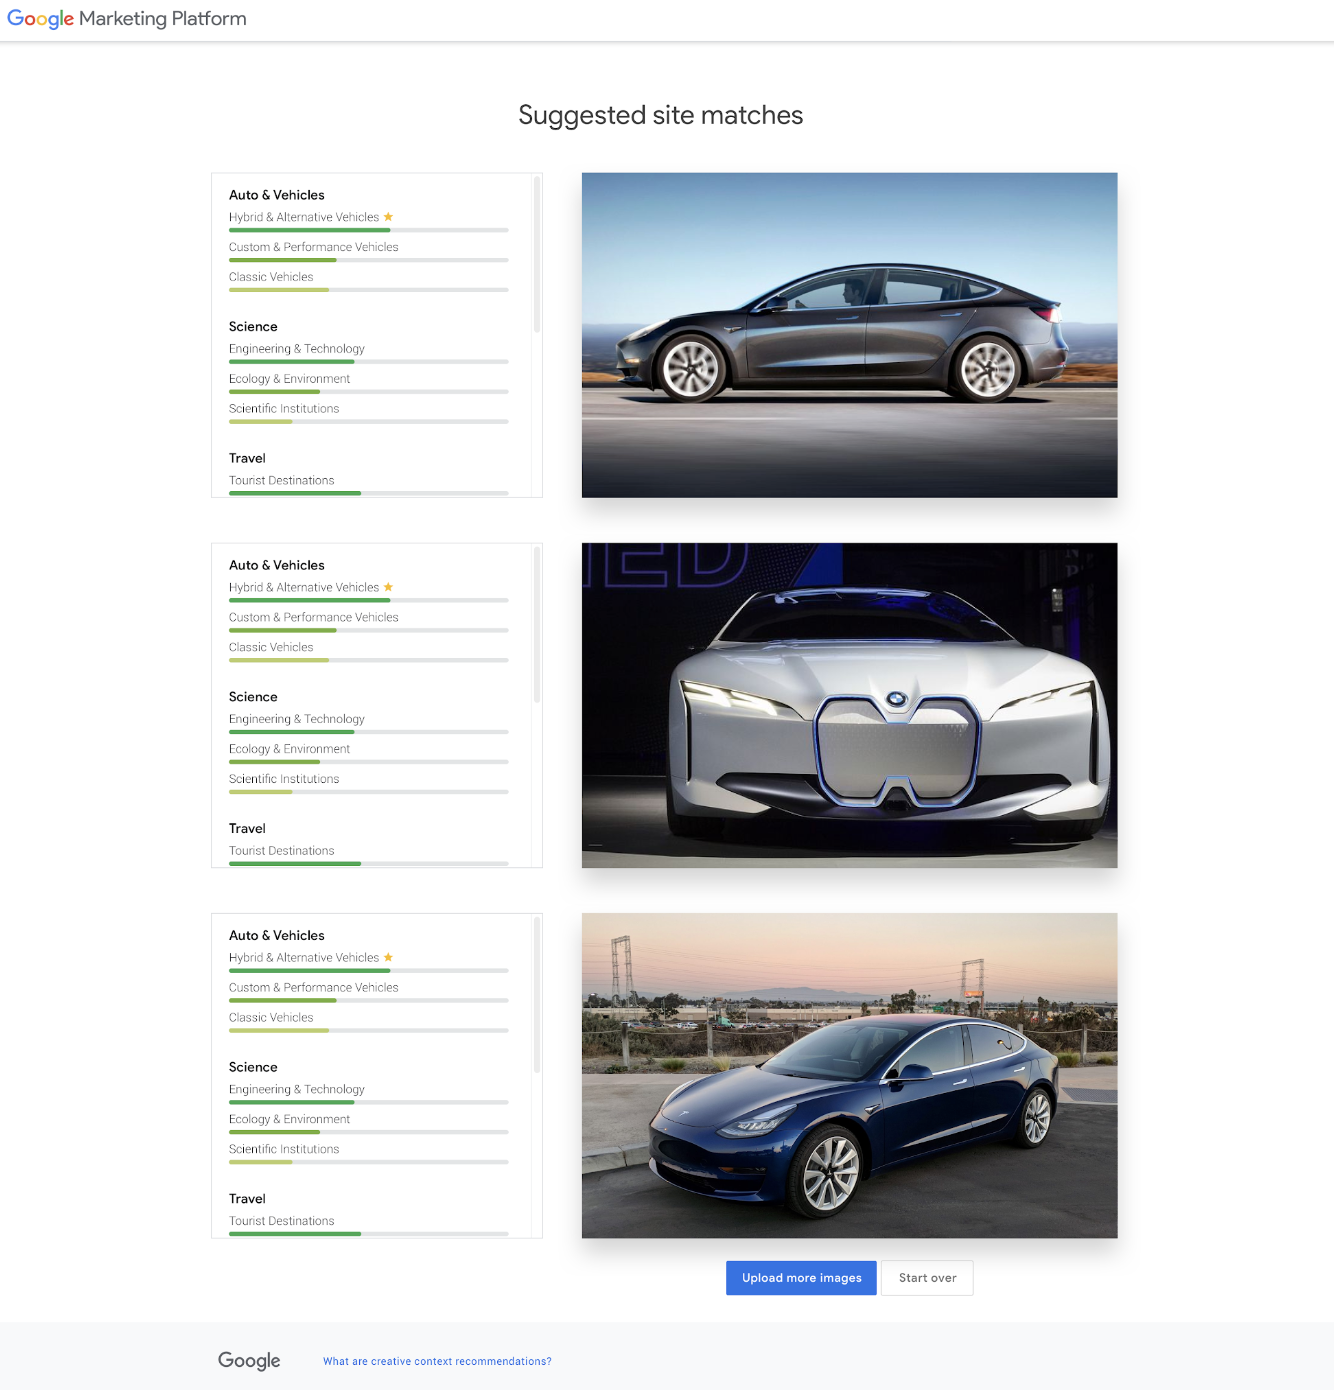 Google Marketing Platform
Suggested site matches
Auto & Vehicles
Hybrid & Alternative Vehicles
Custom & Performance Vehicles
Classic Vehicles
Science
Engineering & Technology
Ecology & Environment
Scientific Institutions
Travel
Tourist Destinations
Auto & Vehicles
Hybrid & Alternative Vehicles
Custom & Performance Vehicles
Classic Vehicles
Science
Engineering & Technology
Ecology & Environment
Scientific Institutions
Travel
Tourist Destinations
Auto & Vehicles
Hybrid & Alternative Vehicles
Custom & Performance Vehicles
Classic Vehicles
Science
Engineering & Technology
Ecology & Environment
Scientific Institutions
Travel
Tourist Destinations
Upload more images
Start over
Google
What are creative context recommendations?